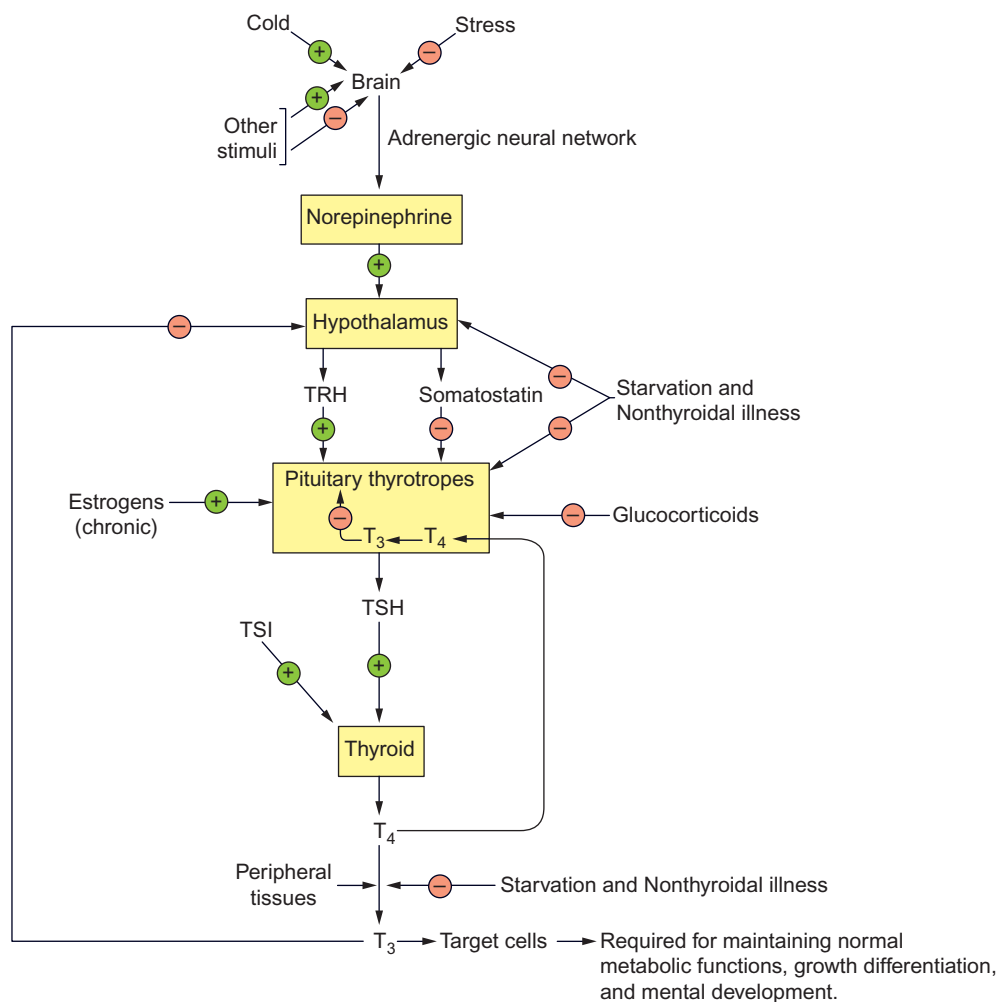 Cold
Stress
+
−
Brain
+
−
Other
stimuli
Adrenergic neural network
Norepinephrine
+
−
Hypothalamus
−
TRH
Somatostatin
Starvation and
Nonthyroidal illness
+
−
−
Pituitary thyrotropes
Estrogens
(chronic)
+
−
T3
T4
−
Glucocorticoids
TSH
TSI
+
+
Thyroid
T4
Peripheral
tissues
−
Starvation and Nonthyroidal illness
T3
Target cells
Required for maintaining normal
metabolic functions, growth differentiation,
and mental development.